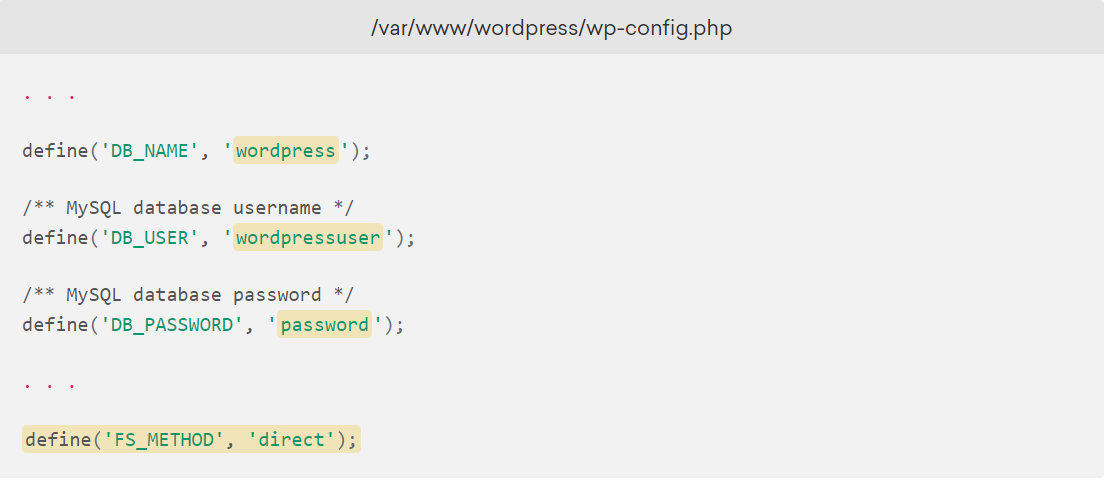 /var/www/wordpress/wp-config.php
. . .
define('DB_NAME', 'wordpress');
/** MySQL database username */
define('DB_USER', 'wordpressuser');
/** MySQL database password */
define('DB_PASSWORD', 'password');
. . .
define('FS_METHOD', 'direct');